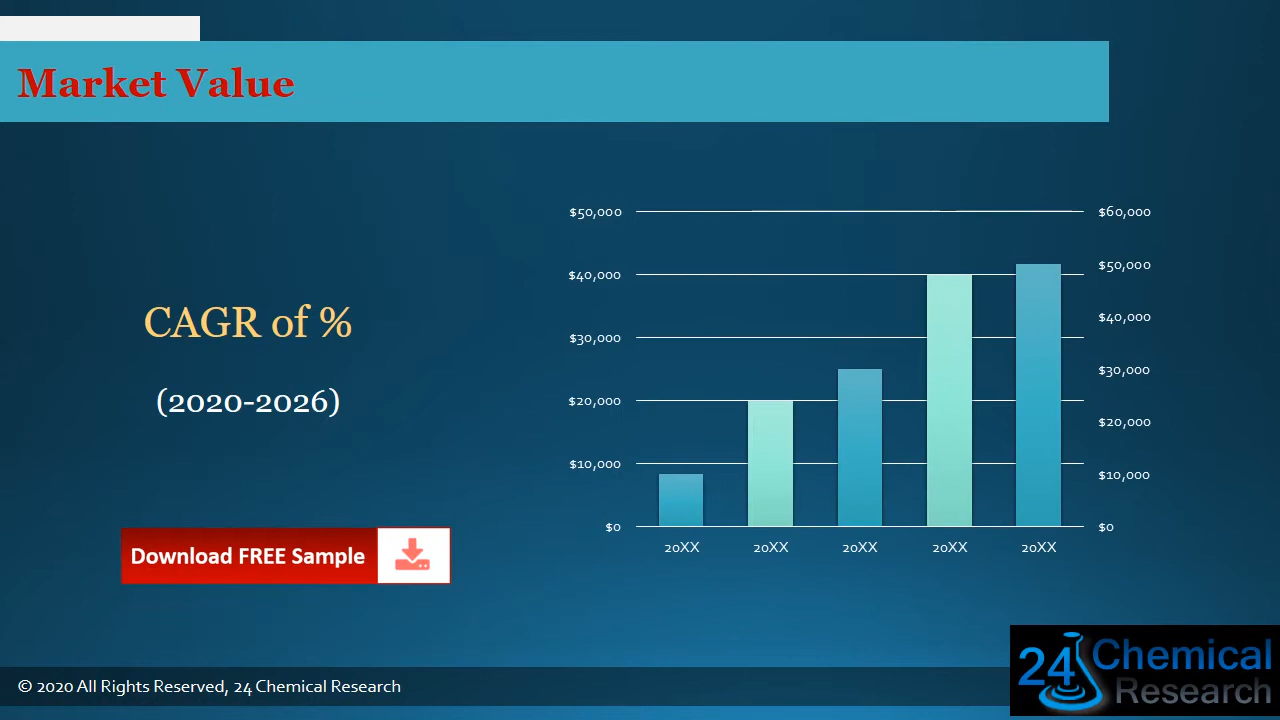 Market Value
CAGR of %
(2020-2026)
Download FREE Sample
$50,000
$40,000
$30,000
$20,000
$10,000
$0
$60,000
$50,000
$40,000
$30,000
$20,000
$10,000
$0
20XX 20XX 20XX 20XX 20XX
© 2020 All Rights Reserved, 24 Chemical Research
24 Chemical
Research